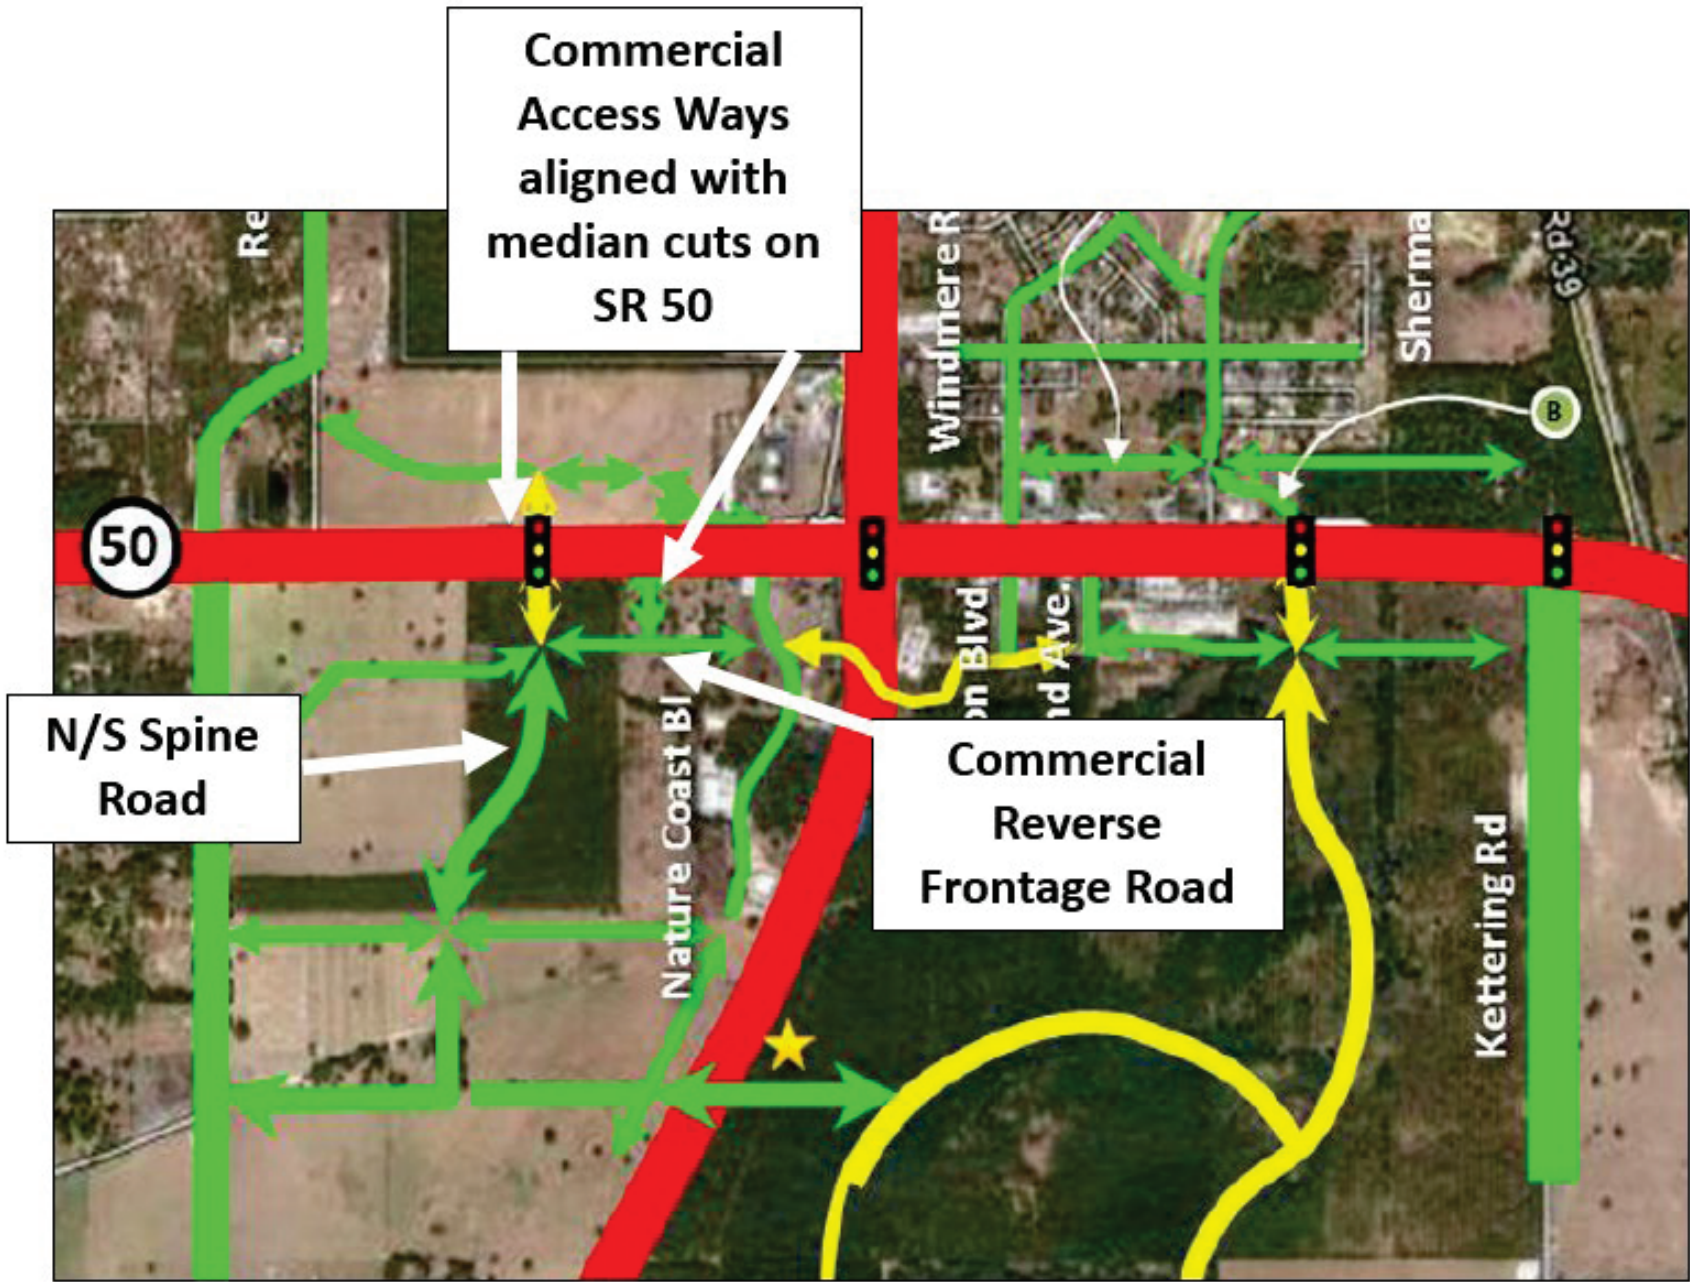 Commercial
Access Ways
aligned with
median cuts on
SR 50
Re
Windmere R
Sherma
Rd 39
B
50
on Blvd
nd Ave.
N/S Spine
Road
Nature Coast Bl
Commercial
Reverse
Frontage Road
Kettering Rd